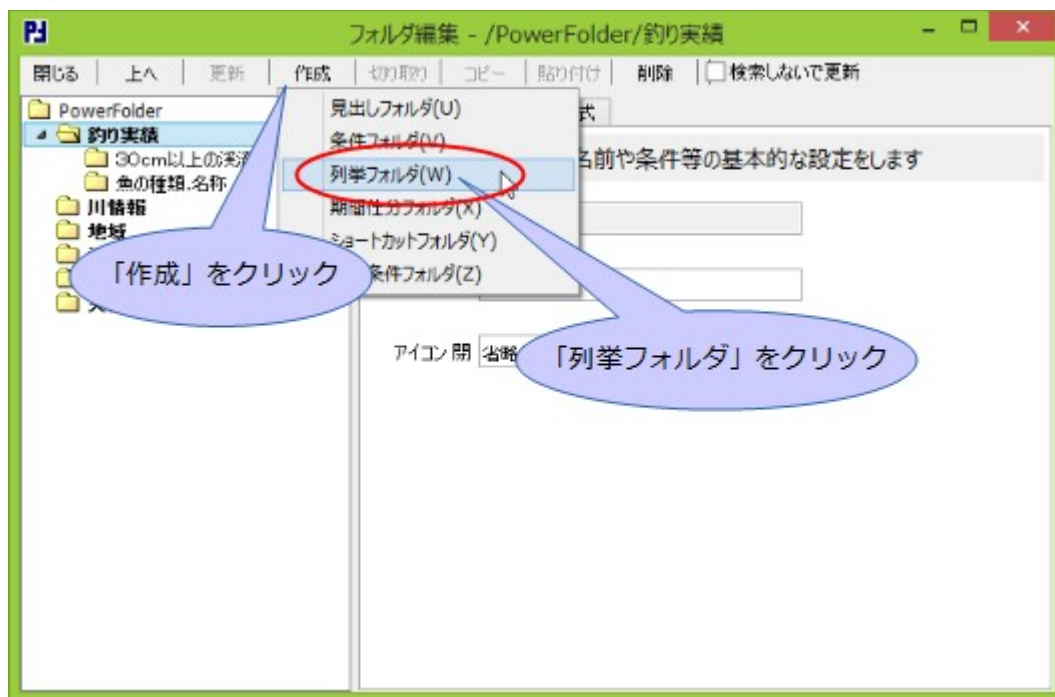 フォルダ編集 - /PowerFolder/釣り実績
閉じる 上へ 更新 作成 切り取り コピー 貼り付け 削除 検索しないで更新
PowerFolder
釣り実績
30cm以上の渓流
魚の種類.名称
川情報
地域
見出しフォルダ(U)
条件フォルダ(V)
列挙フォルダ(W)
期間仕分フォルダ(X)
ショートカットフォルダ(Y)
条件フォルダ(Z)
式
名前や条件等の基本的な設定をします
アイコン 開 省略
「作成」をクリック
「列挙フォルダ」をクリック